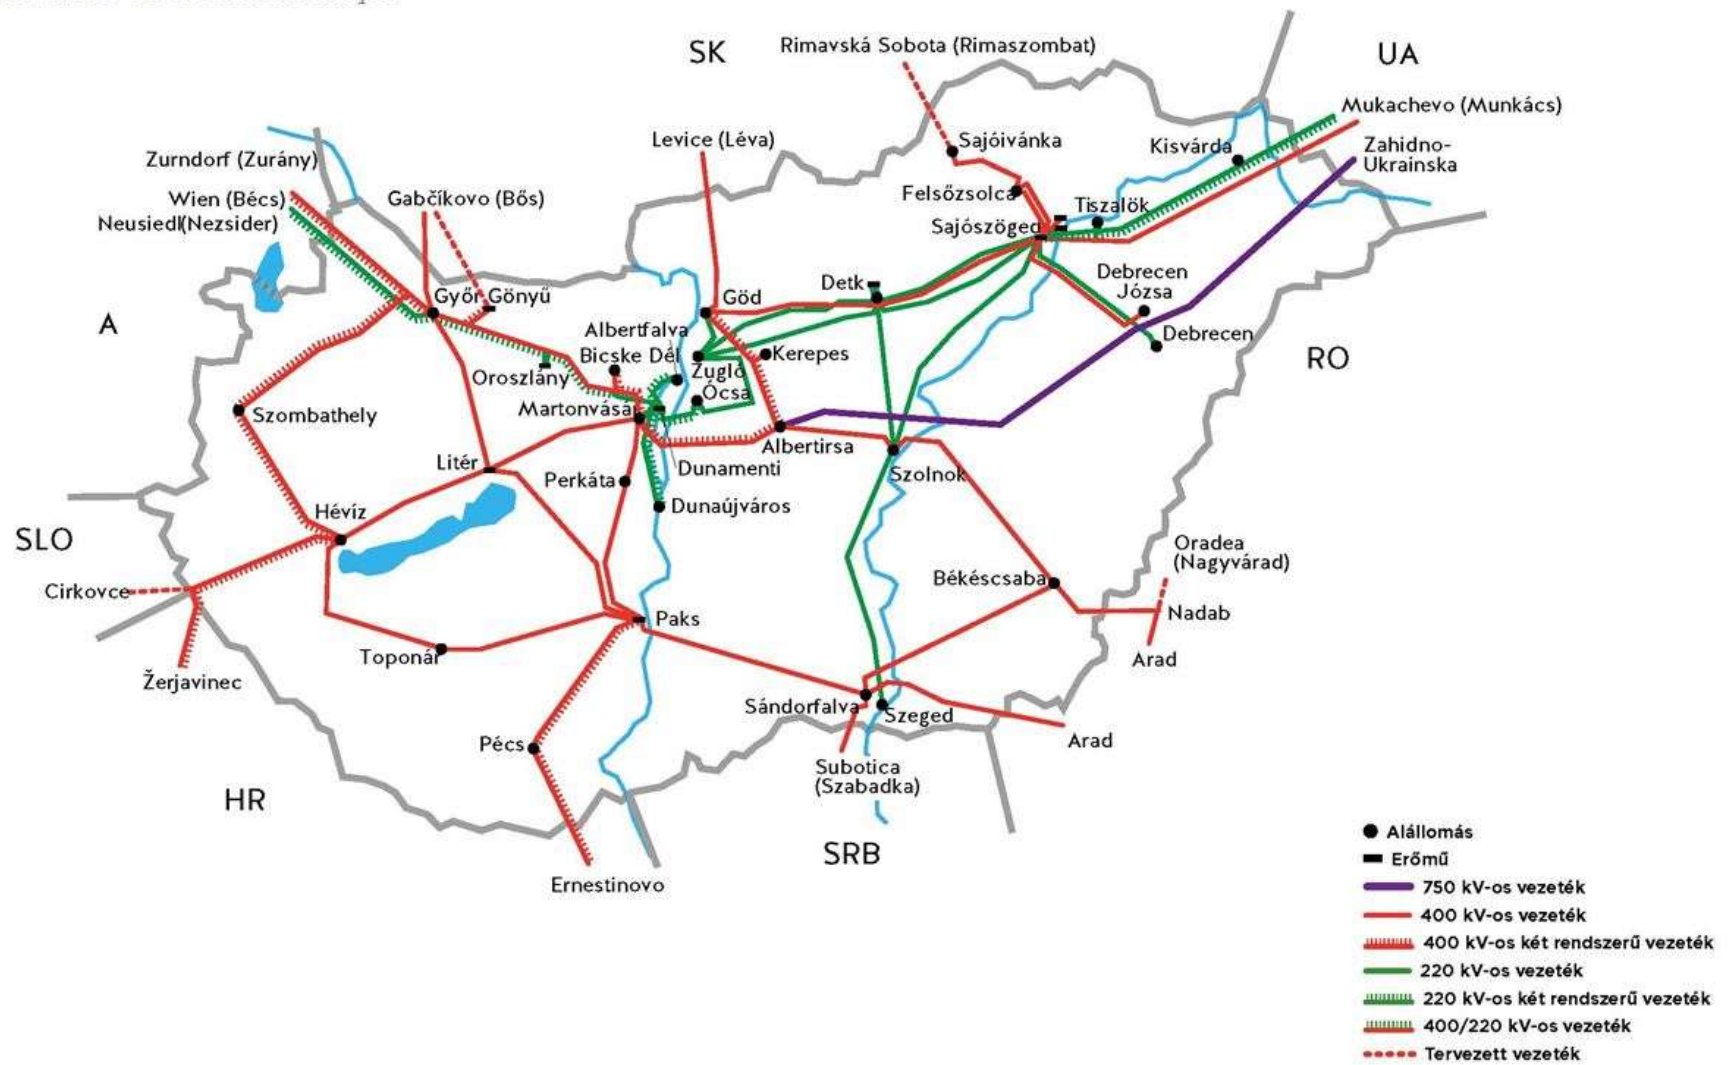 SK
Rimavská Sobota (Rimaszombat)
UA
Mukachevo (Munkács)
Levice (Léva)
Sajóivánka
Kisvárda
Zahidno-
Ukrainska
Zurndorf (Zurány)
Wien (Bécs)
Gabčíkovo (Bős)
Neusiedl(Nezsider)
Felsőzsolca
Tiszalök
Sajószöged
Debrecen
Józsa
Detk
Győr
Gönyű
Göd
A
Albertfalva
Debrecen
Bicske Dél
Kerepes
RO
Zugló
Oroszlány
Ócsa
Martonvásár
Szombathely
Albertirsa
Litér
Dunamenti
Szolnok
Perkáta
Dunaújváros
Hévíz
SLO
Oradea
(Nagyvárad)
Cirkovce
Békéscsaba
Nadab
Paks
Toponár
Arad
Žerjavinec
Sándorfalva
Szeged
Pécs
Arad
Subotica
(Szabadka)
HR
SRB
Ernestinovo
Alállomás
Erőmű
750 kV-os vezeték
400 kV-os vezeték
400 kV-os két rendszerű vezeték
220 kV-os vezeték
220 kV-os két rendszerű vezeték
400/220 kV-os vezeték
Tervezett vezeték